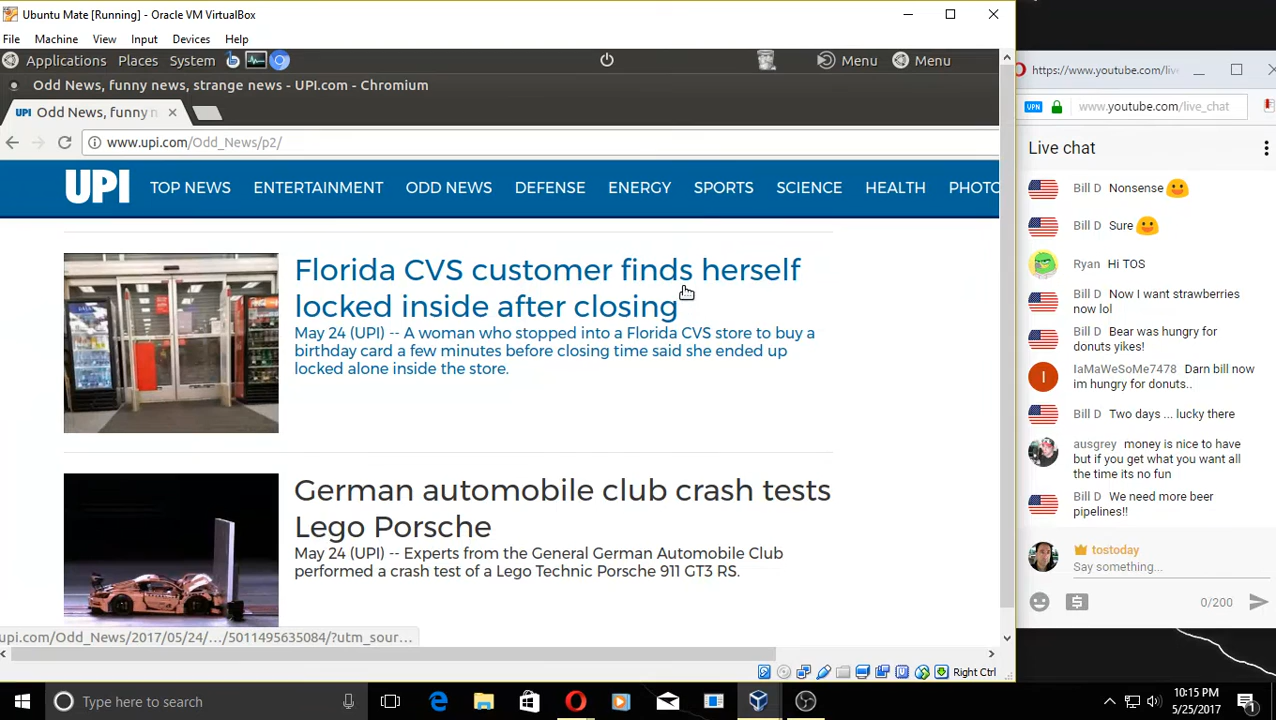 Ubuntu Mate [Running] - Oracle VM VirtualBox
File Machine View Input Devices Help
Applications Places System Menu Menu
Odd News, funny news, strange news - UPI.com - Chromium
UPI Odd News, funny n
www.upi.com/Odd_News/p2/
UPI TOP NEWS ENTERTAINMENT ODD NEWS DEFENSE ENERGY SPORTS SCIENCE HEALTH PHOTO
Florida CVS customer finds herself
locked inside after closing
May 24 (UPI) -- A woman who stopped into a Florida CVS store to buy a
birthday card a few minutes before closing time said she ended up
locked alone inside the store.
German automobile club crash tests
Lego Porsche
May 24 (UPI) -- Experts from the General German Automobile Club
performed a crash test of a Lego Technic Porsche 911 GT3 RS.
upi.com/Odd_News/2017/05/24/.../5011495635084/?utm_sour...
Right Ctrl
https://www.youtube.com/liv
VPN www.youtube.com/live_chat
Live chat
Bill D Nonsense
Bill D Sure
Ryan Hi TOS
Bill D Now I want strawberries
now lol
Bill D Bear was hungry for
donuts yikes!
I
IaMaWeSoMe7478 Darn bill now
im hungry for donuts..
Bill D Two days ... lucky there
ausgrey money is nice to have
but if you get what you want all
the time its no fun
Bill D We need more beer
pipelines!!
tostoday
Say something...
0/200
Type here to search
10:15 PM
5/25/2017
1